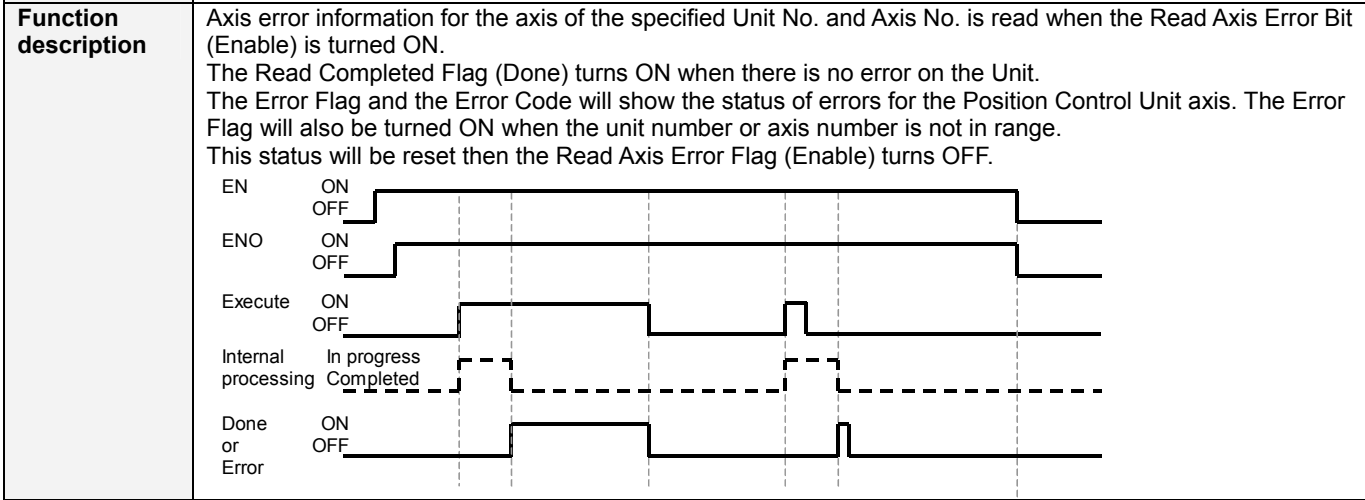 Function
description
Axis error information for the axis of the specified Unit No. and Axis No. is read when the Read Axis Error Bit
(Enable) is turned ON.
The Read Completed Flag (Done) turns ON when there is no error on the Unit.
The Error Flag and the Error Code will show the status of errors for the Position Control Unit axis. The Error
Flag will also be turned ON when the unit number or axis number is not in range.
This status will be reset then the Read Axis Error Flag (Enable) turns OFF.
EN ON
OFF
ENO ON
OFF
Execute ON
OFF
Internal In progress
processing Completed
Done ON
or OFF
Error